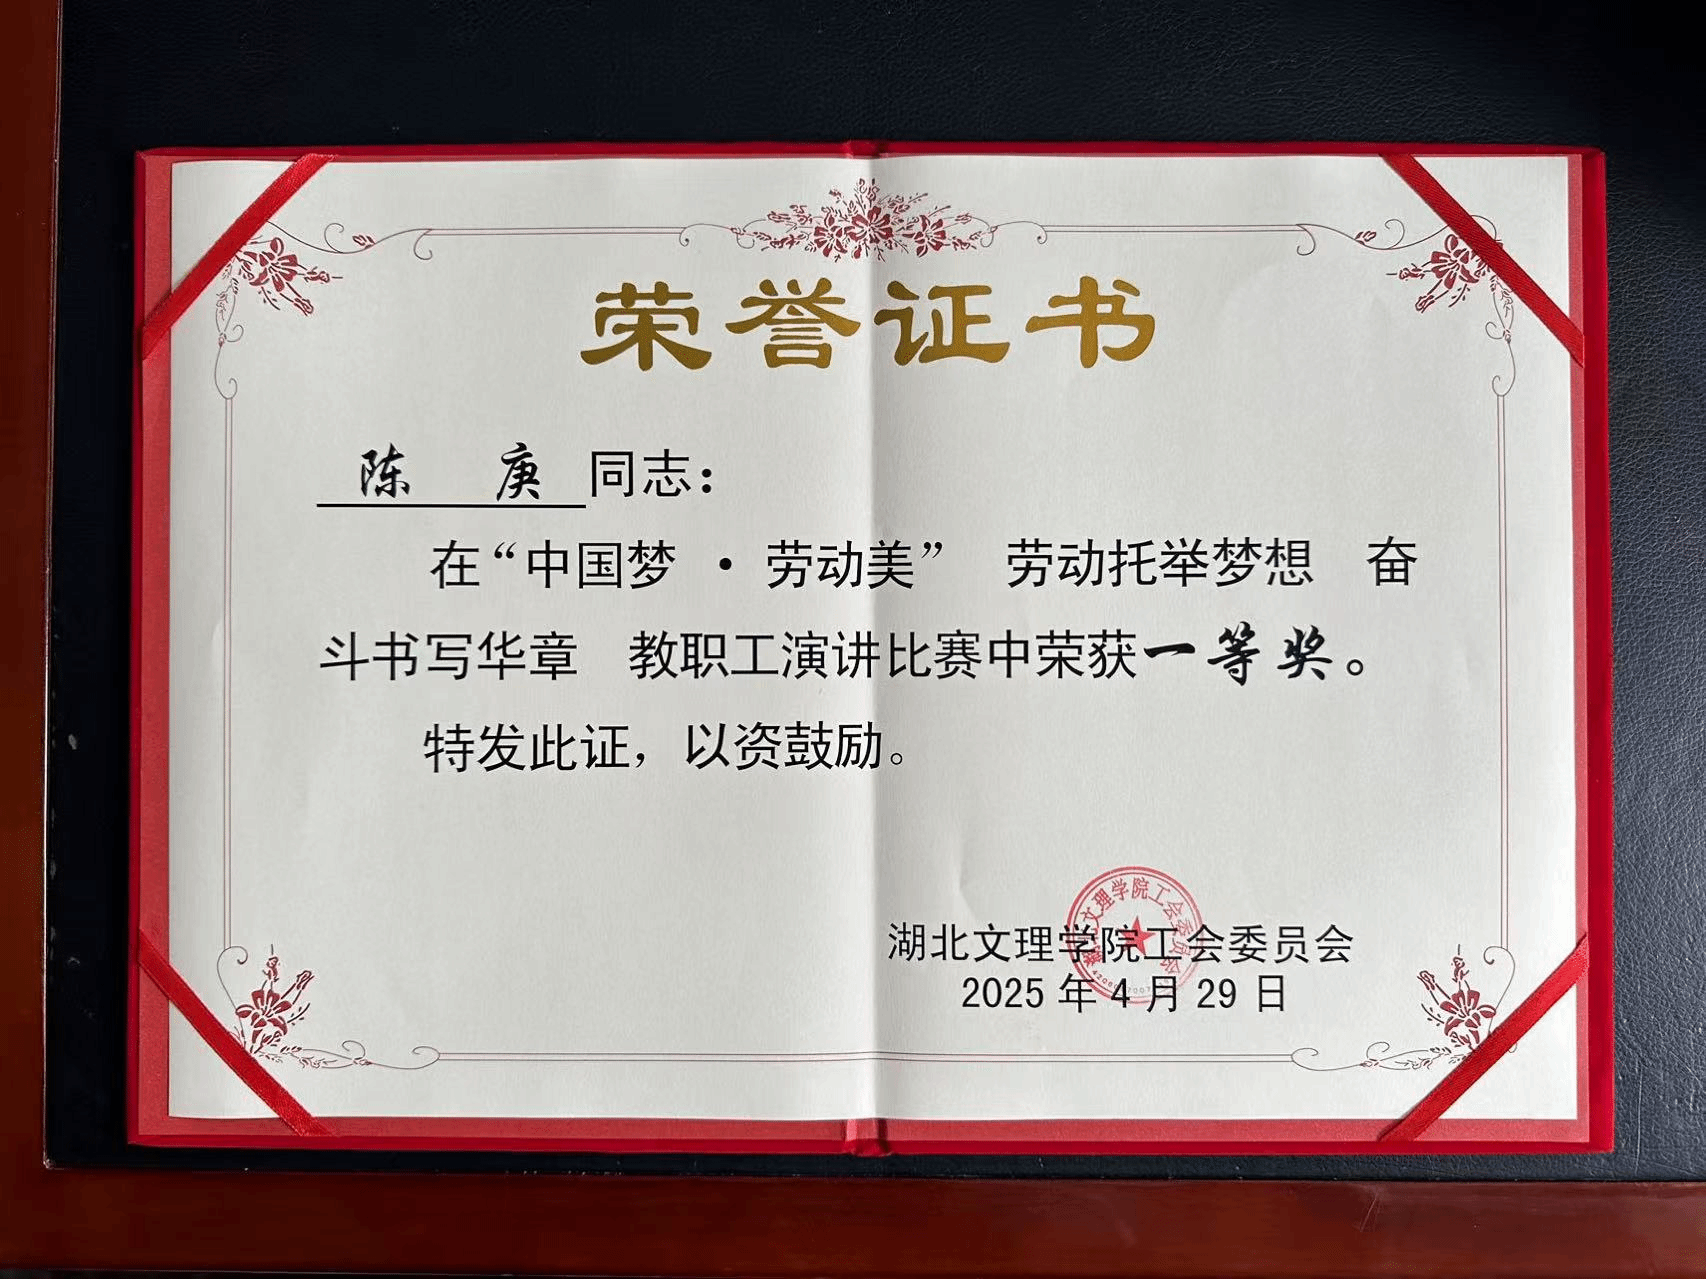 荣誉证书
陈 庚 同志：
在“中国梦 · 劳动美” 劳动托举梦想 奋
斗书写华章 教职工演讲比赛中荣获一等奖。
特发此证，以资鼓励。
湖北文理学院工会委员会
2025 年 4 月 29 日